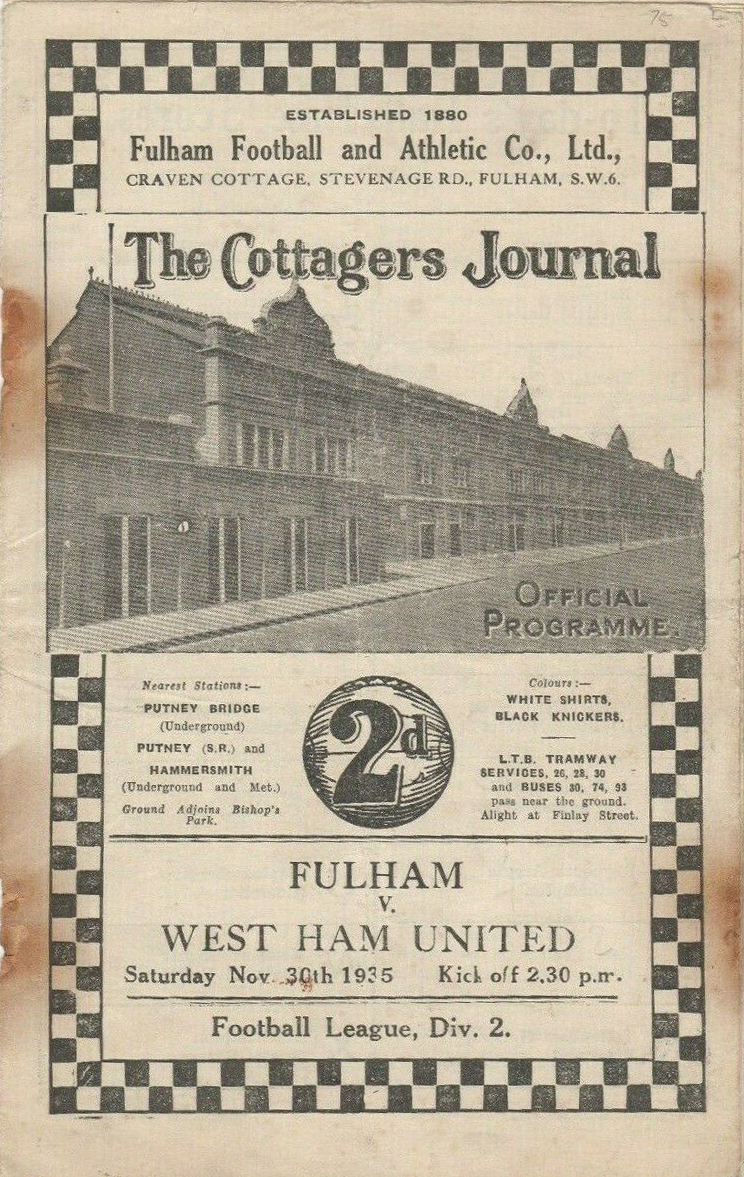 75
ESTABLISHED 1880
Fulham Football and Athletic Co., Ltd.,
CRAVEN COTTAGE, STEVENAGE RD., FULHAM, S.W.6.
The Cottagers Journal
OFFICIAL
PROGRAMME.
Nearest Stations :—
PUTNEY BRIDGE
(Underground)
PUTNEY (S.R.) and
HAMMERSMITH
(Underground and Met.)
Ground Adjoins Bishop's
Park.
2d
Colours :—
WHITE SHIRTS,
BLACK KNICKERS.
L.T.B. TRAMWAY
SERVICES, 26, 28, 30
and BUSES 30, 74, 93
pass near the ground.
Alight at Finlay Street.
FULHAM
V.
WEST HAM UNITED
Saturday Nov. 30th 1935 Kick off 2.30 p.m.
Football League, Div. 2.